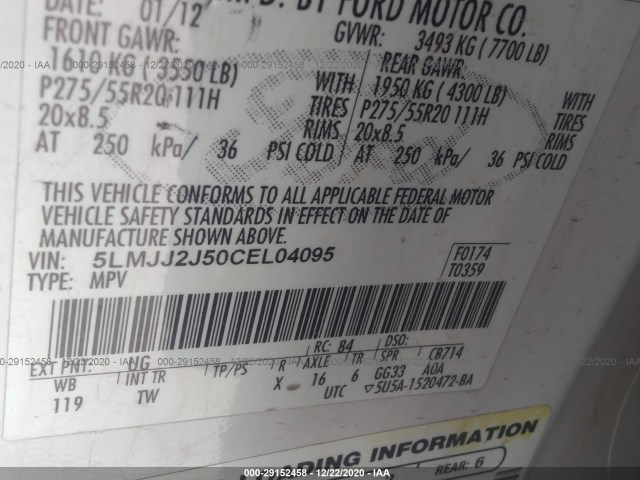 DATE: 01/12 MFD. BY FORD MOTOR CO.
FRONT GAWR: GVWR: 3493 KG ( 7700 LB)
1610 KG ( 3550 LB) WITH REAR GAWR: WITH
P275/55R20 111H TIRES 1950 KG ( 4300 LB) TIRES
20x8.5 RIMS P275/55R20 111H RIMS
AT 250 kPa/ 36 PSI COLD 20x8.5
AT 250 kPa/ 36 PSI COLD
THIS VEHICLE CONFORMS TO ALL APPLICABLE FEDERAL MOTOR
VEHICLE SAFETY STANDARDS IN EFFECT ON THE DATE OF
MANUFACTURE SHOWN ABOVE.
VIN: 5LMJJ2J50CEL04095 F0174
TYPE: MPV T0359
EXT PNT: UG RC: 84 DSO:
WB INT TR TP/PS R AXLE TR SPR CB714
119 TW X 16 6 GG33 A0A
UTC ▽5U5A-1520472-BA
LOADING INFORMATION
REAR: 6
000-29152458 - 12/22/2020 - IAA